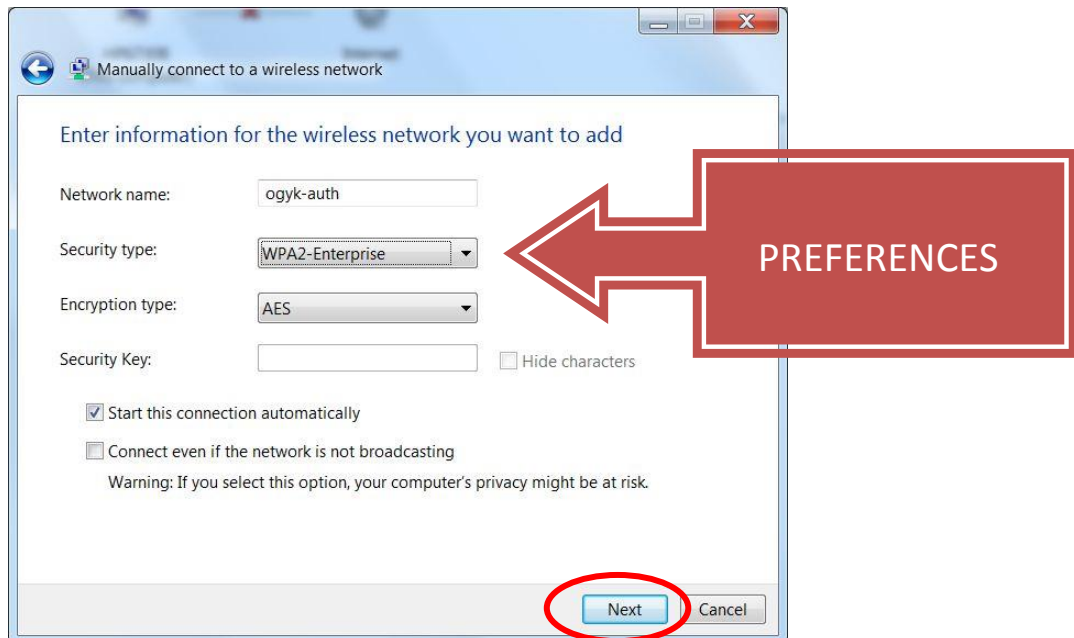 Manually connect to a wireless network
Enter information for the wireless network you want to add
Network name: ogyk-auth
Security type: WPA2-Enterprise
PREFERENCES
Encryption type: AES
Security Key: Hide characters
Start this connection automatically
Connect even if the network is not broadcasting
Warning: If you select this option, your computer's privacy might be at risk.
Next Cancel